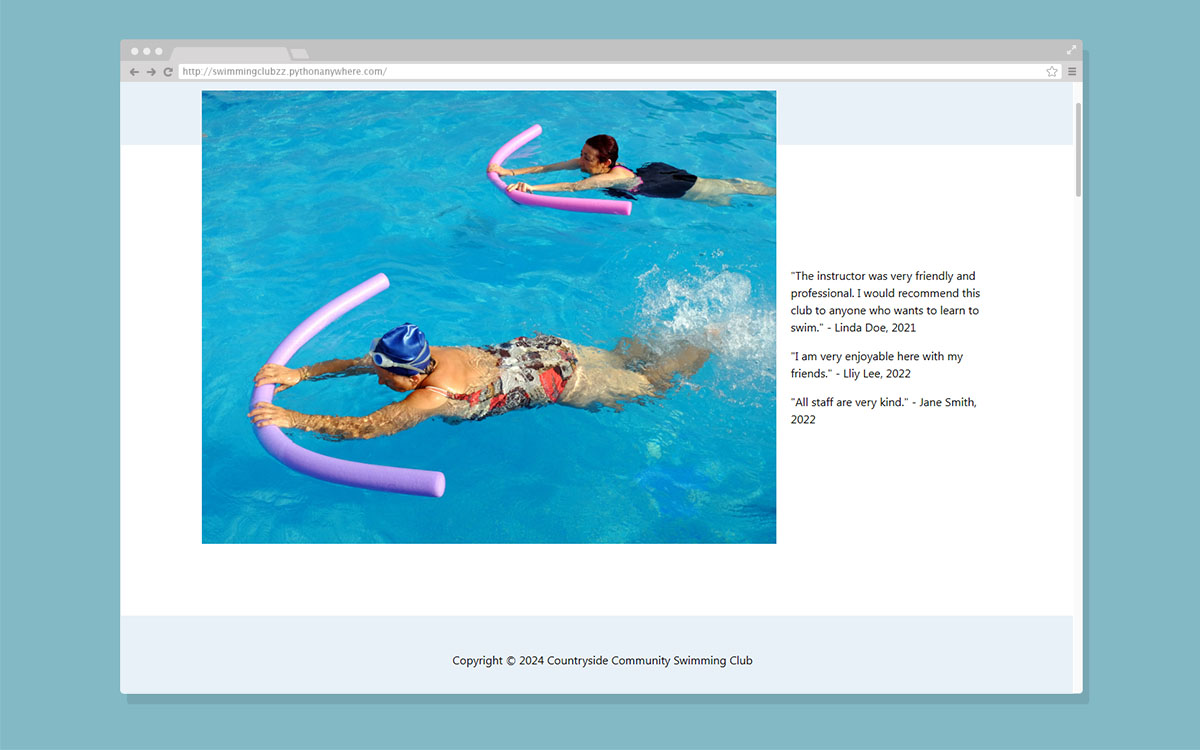 http://swimmingclubzz.pythonanywhere.com/
"The instructor was very friendly and
professional. I would recommend this
club to anyone who wants to learn to
swim." - Linda Doe, 2021
"I am very enjoyable here with my
friends." - Lliy Lee, 2022
"All staff are very kind." - Jane Smith,
2022
Copyright © 2024 Countryside Community Swimming Club